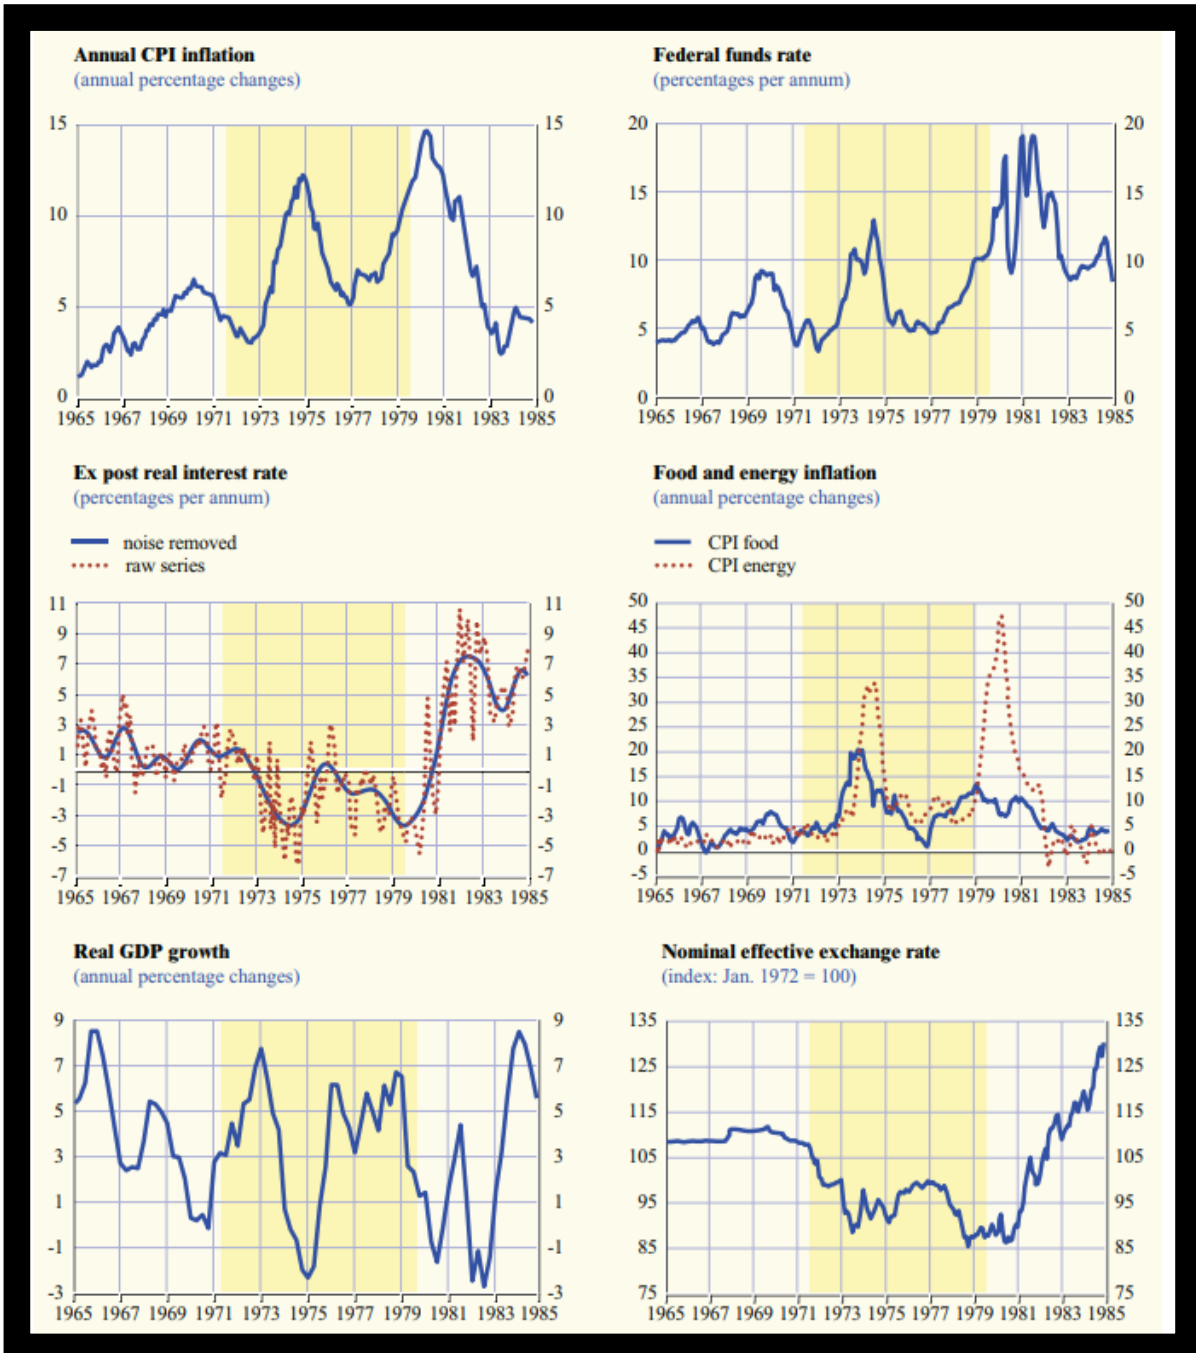 Annual CPI inflation
(annual percentage changes)
15 15
10 10
5 5
0 0
1965 1967 1969 1971 1973 1975 1977 1979 1981 1983 1985
Federal funds rate
(percentages per annum)
20 20
15 15
10 10
5 5
0 0
1965 1967 1969 1971 1973 1975 1977 1979 1981 1983 1985
Ex post real interest rate
(percentages per annum)
noise removed
raw series
11 11
9 9
7 7
5 5
3 3
1 1
-1 -1
-3 -3
-5 -5
-7 -7
1965 1967 1969 1971 1973 1975 1977 1979 1981 1983 1985
Food and energy inflation
(annual percentage changes)
CPI food
CPI energy
50 50
45 45
40 40
35 35
30 30
25 25
20 20
15 15
10 10
5 5
0 0
-5 -5
1965 1967 1969 1971 1973 1975 1977 1979 1981 1983 1985
Real GDP growth
(annual percentage changes)
9 9
7 7
5 5
3 3
1 1
-1 -1
-3 -3
1965 1967 1969 1971 1973 1975 1977 1979 1981 1983 1985
Nominal effective exchange rate
(index: Jan. 1972 = 100)
135 135
125 125
115 115
105 105
95 95
85 85
75 75
1965 1967 1969 1971 1973 1975 1977 1979 1981 1983 1985